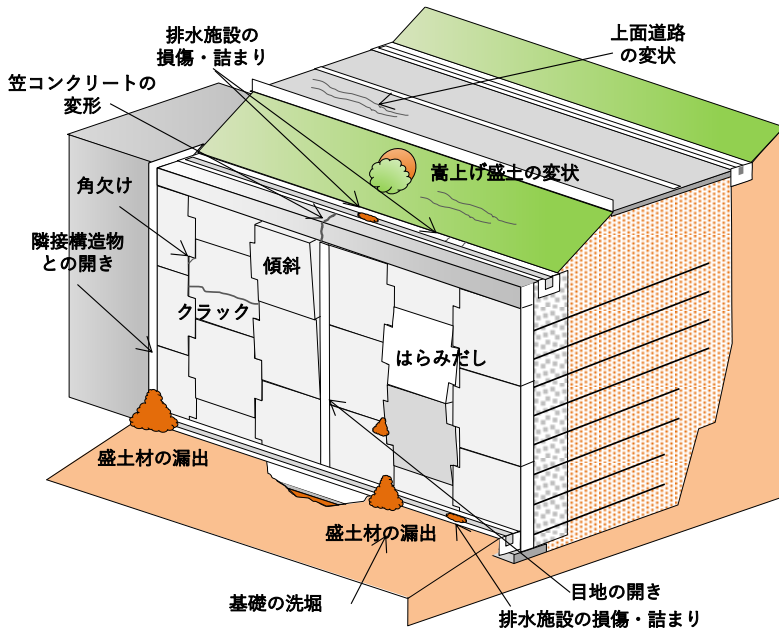 排水施設の
損傷・詰まり
上面道路
の変状
笠コンクリートの
変形
嵩上げ盛土の変状
角欠け
隣接構造物
との開き
傾斜
クラック
はらみだし
盛土材の漏出
盛土材の漏出
目地の開き
基礎の洗堀
排水施設の損傷・詰まり